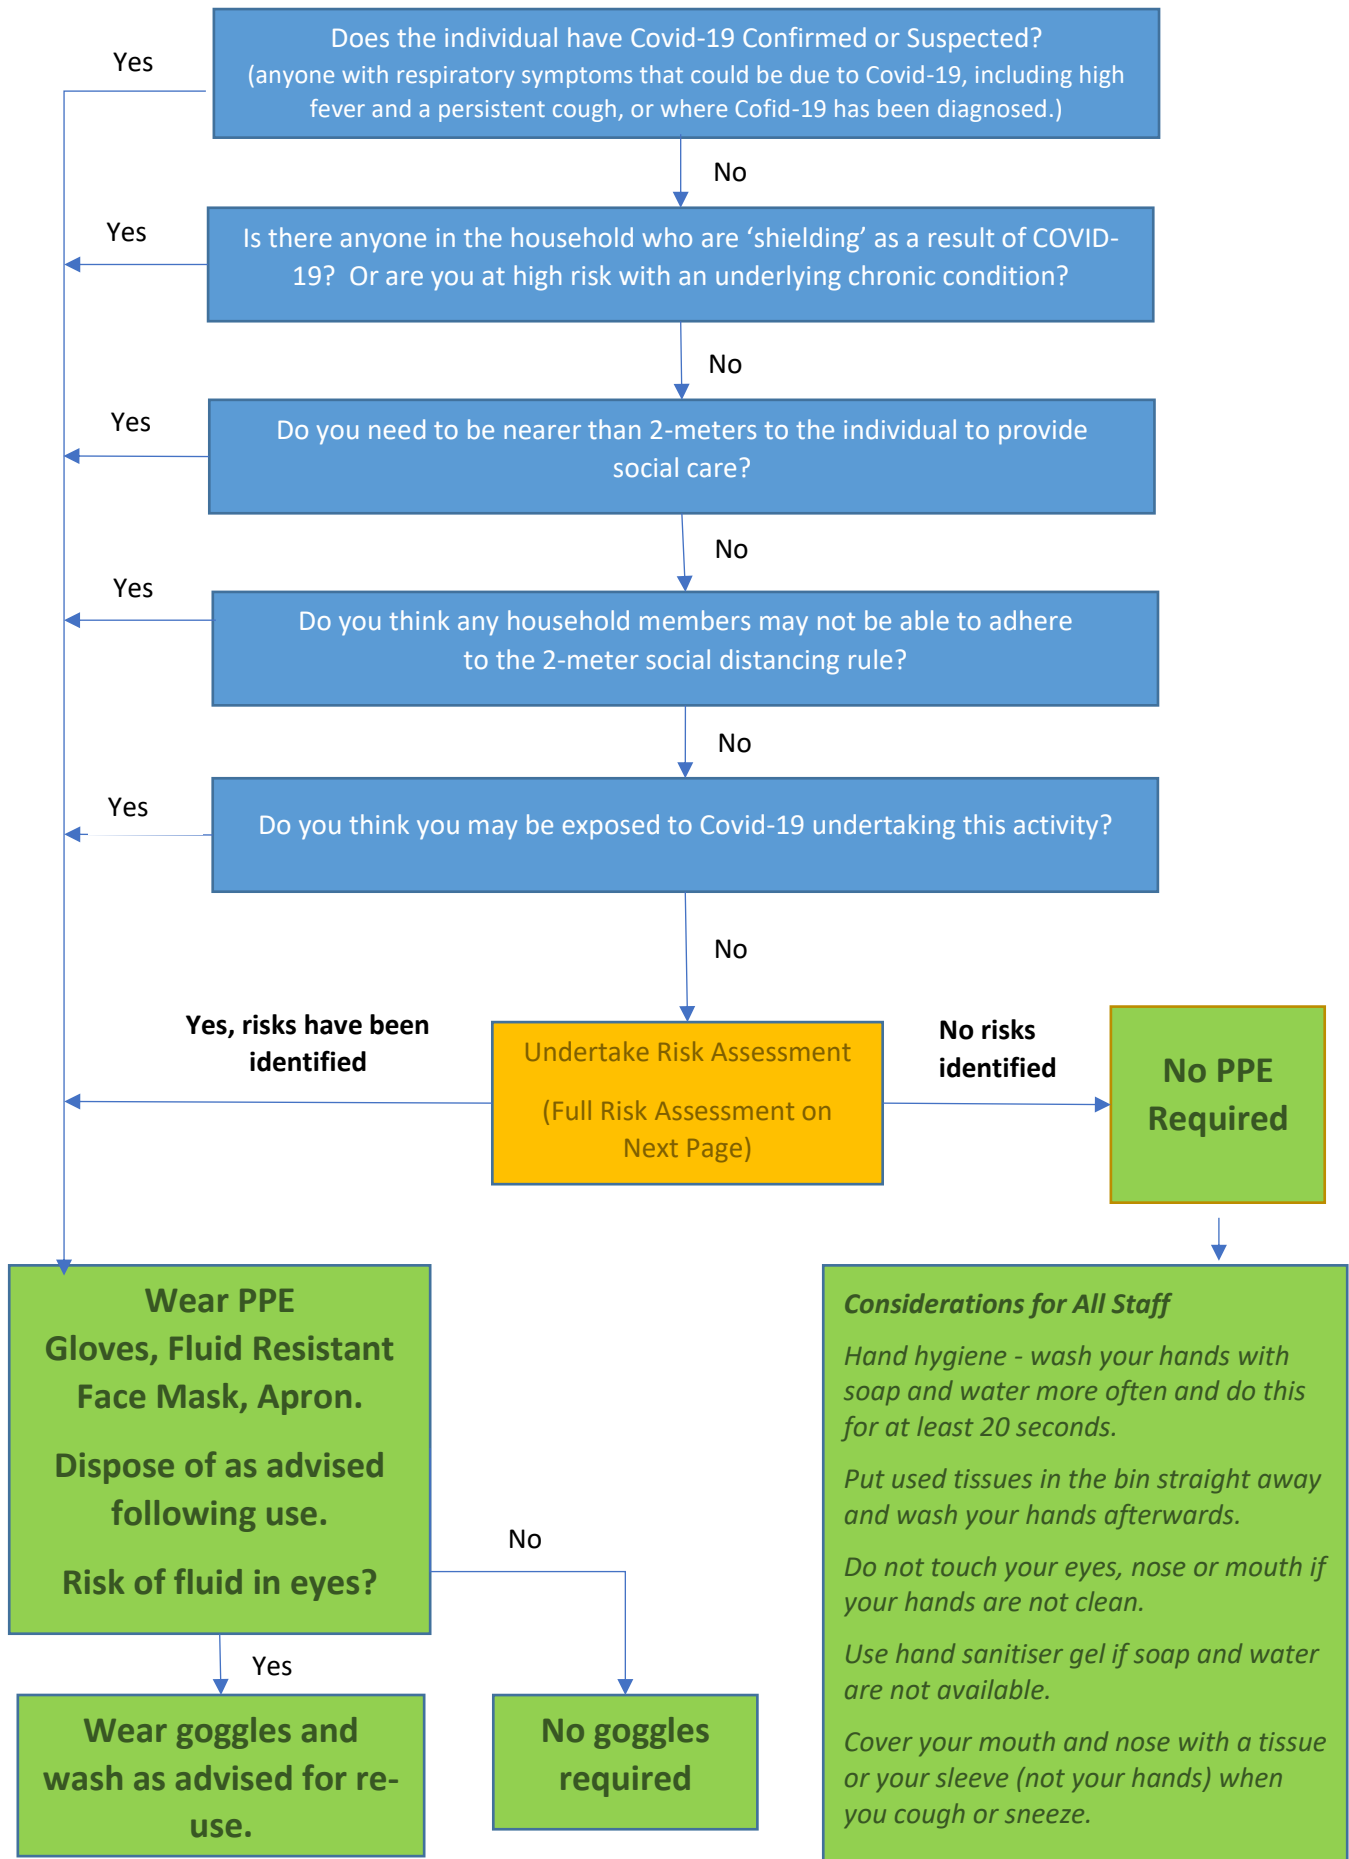 Does the individual have Covid-19 Confirmed or Suspected?
(anyone with respiratory symptoms that could be due to Covid-19, including high
fever and a persistent cough, or where Cofid-19 has been diagnosed.)
Yes
No
Is there anyone in the household who are ‘shielding’ as a result of COVID-
19? Or are you at high risk with an underlying chronic condition?
Yes
No
Do you need to be nearer than 2-meters to the individual to provide
social care?
Yes
No
Do you think any household members may not be able to adhere
to the 2-meter social distancing rule?
Yes
No
Do you think you may be exposed to Covid-19 undertaking this activity?
Yes
No
Yes, risks have been
identified
Undertake Risk Assessment
(Full Risk Assessment on
Next Page)
No risks
identified
No PPE
Required
Wear PPE
Gloves, Fluid Resistant
Face Mask, Apron.
Dispose of as advised
following use.
Risk of fluid in eyes?
No
Yes
Wear goggles and
wash as advised for re-
use.
No goggles
required
Considerations for All Staff
Hand hygiene - wash your hands with
soap and water more often and do this
for at least 20 seconds.
Put used tissues in the bin straight away
and wash your hands afterwards.
Do not touch your eyes, nose or mouth if
your hands are not clean.
Use hand sanitiser gel if soap and water
are not available.
Cover your mouth and nose with a tissue
or your sleeve (not your hands) when
you cough or sneeze.